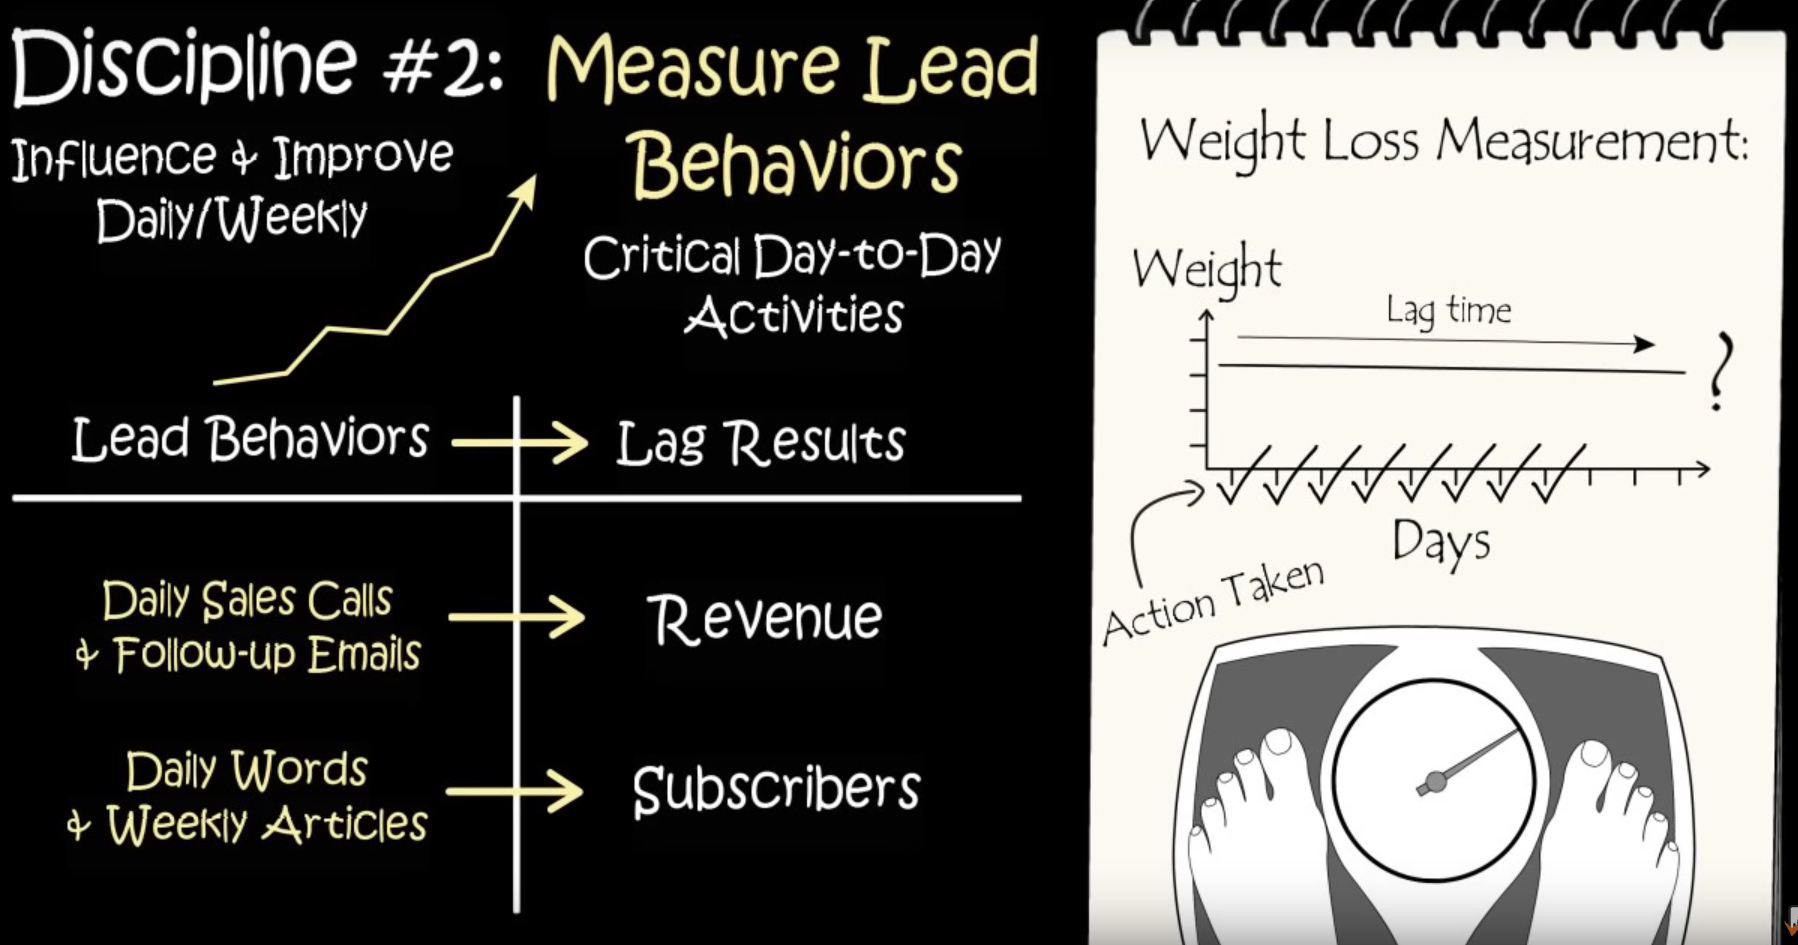 Discipline #2: Measure Lead
Behaviors
Influence & Improve
Daily/Weekly
Critical Day-to-Day
Activities
Lead Behaviors
Lag Results
Daily Sales Calls
& Follow-up Emails
Revenue
Daily Words
& Weekly Articles
Subscribers
Weight Loss Measurement:
Weight
Lag time
?
Days
Action Taken